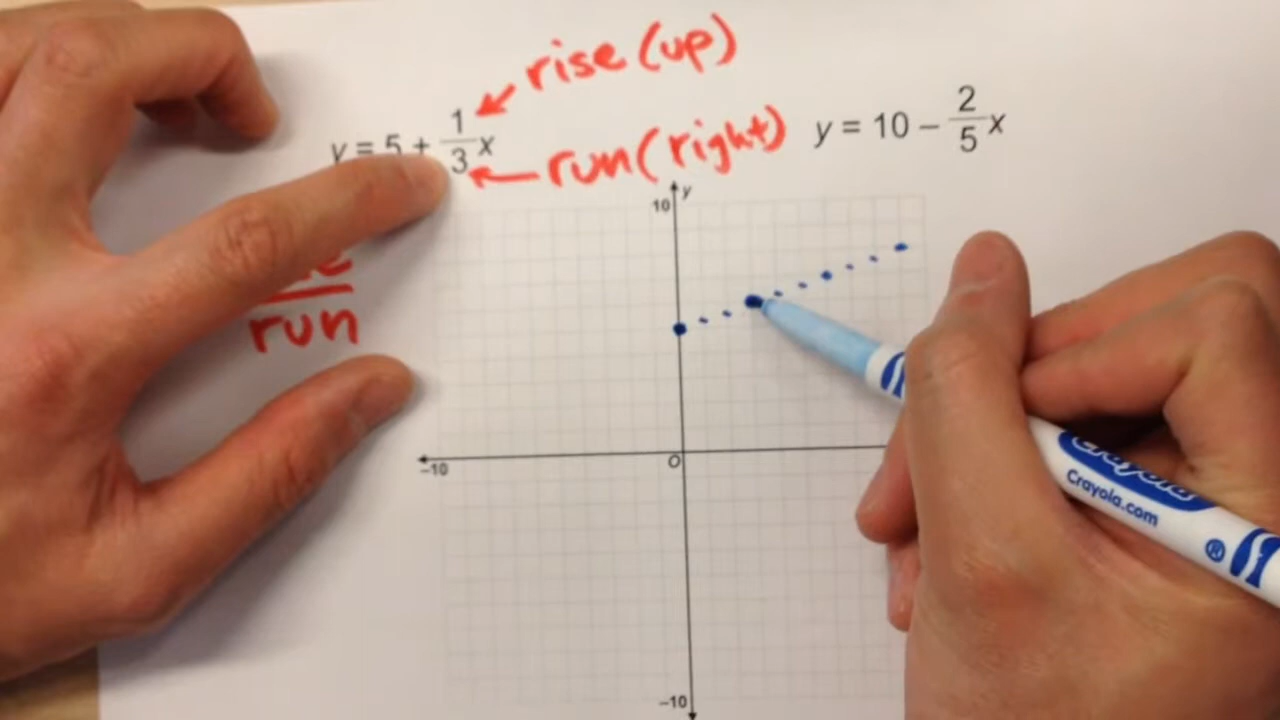 rise (up)
y = 5 + 1/3 x
run (right)
y = 10 – 2/5 x
10
y
run
–10
O
–10
Crayola
Crayola.com
®